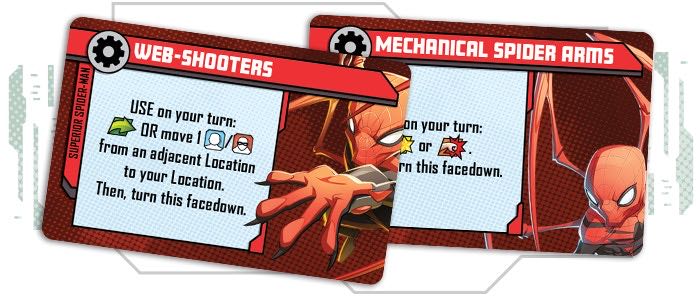 WEB-SHOOTERS
SUPERIOR SPIDER-MAN
USE on your turn:
OR move 1 /
from an adjacent Location
to your Location.
Then, turn this facedown.
MECHANICAL SPIDER ARMS
on your turn:
or .
this facedown.